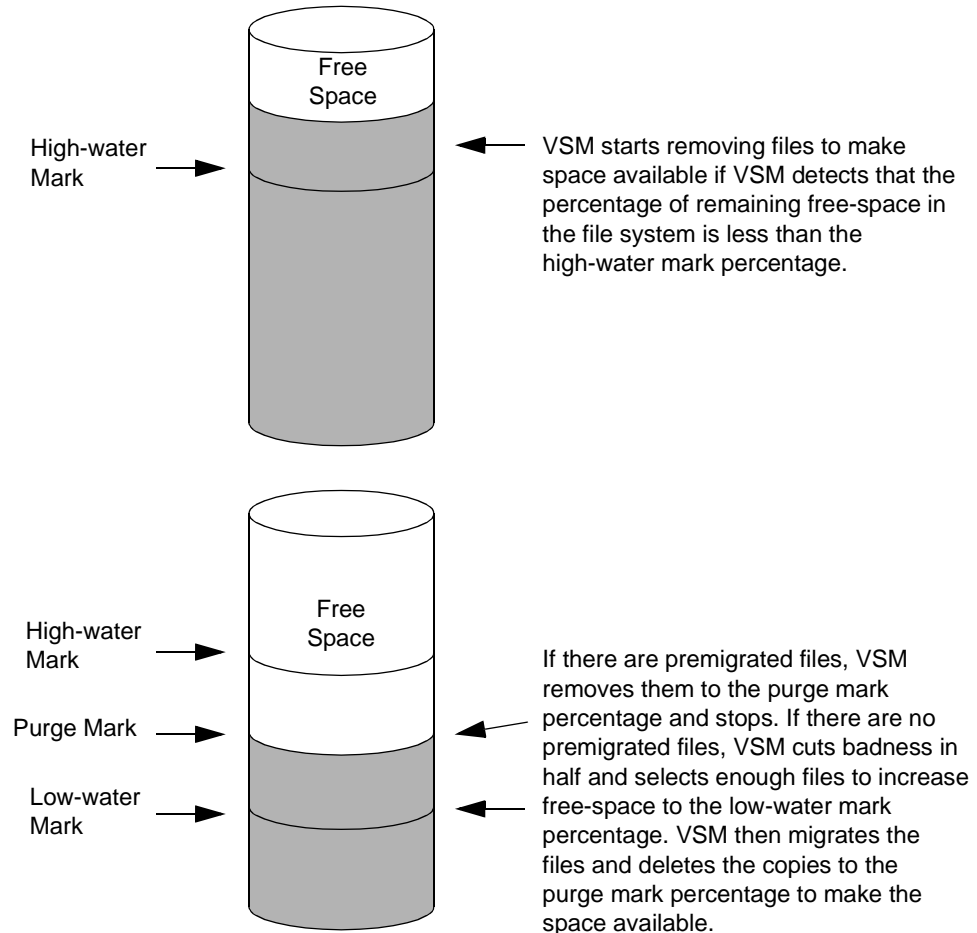 Free
Space
High-water
Mark
VSM starts removing files to make
space available if VSM detects that the
percentage of remaining free-space in
the file system is less than the
high-water mark percentage.
Free
Space
High-water
Mark
Purge Mark
Low-water
Mark
If there are premigrated files, VSM
removes them to the purge mark
percentage and stops. If there are no
premigrated files, VSM cuts badness in
half and selects enough files to increase
free-space to the low-water mark
percentage. VSM then migrates the
files and deletes the copies to the
purge mark percentage to make the
space available.